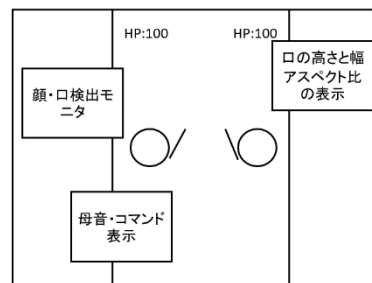 HP:100
HP:100
顔・口検出モ
ニタ
口の高さと幅
アスペクト比
の表示
母音・コマンド
表示